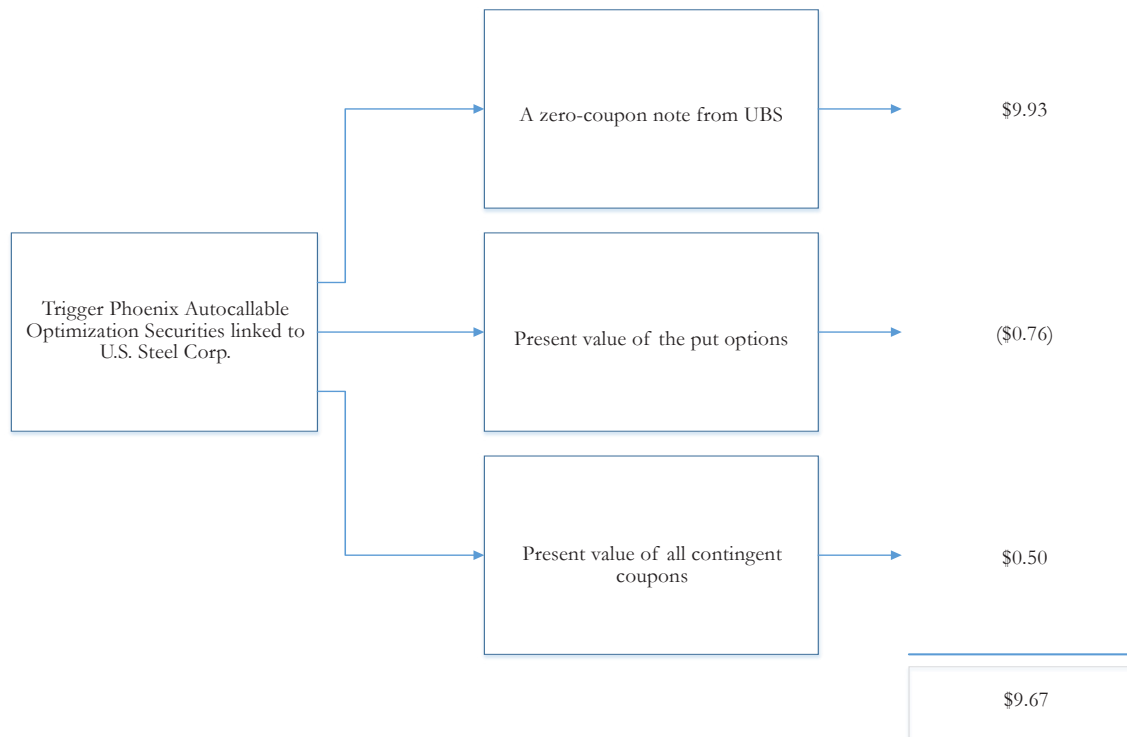 A zero-coupon note from UBS
$9.93
Trigger Phoenix Autocallable
Optimization Securities linked to
U.S. Steel Corp.
Present value of the put options
($0.76)
Present value of all contingent
coupons
$0.50
$9.67